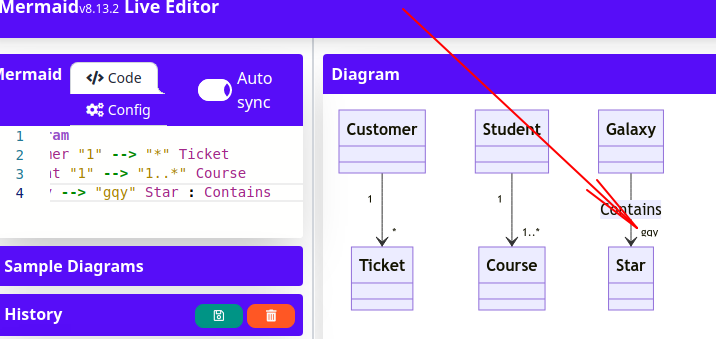 Mermaid v8.13.2 Live Editor
Mermaid
Code
Auto sync
Config
1 ram
2 mer "1" --> "*" Ticket
3 nt "1" --> "1..*" Course
4 --> "gqy" Star : Contains
Sample Diagrams
History
Diagram
Customer Student Galaxy
1 1
Contains
* 1..* gqy
Ticket Course Star